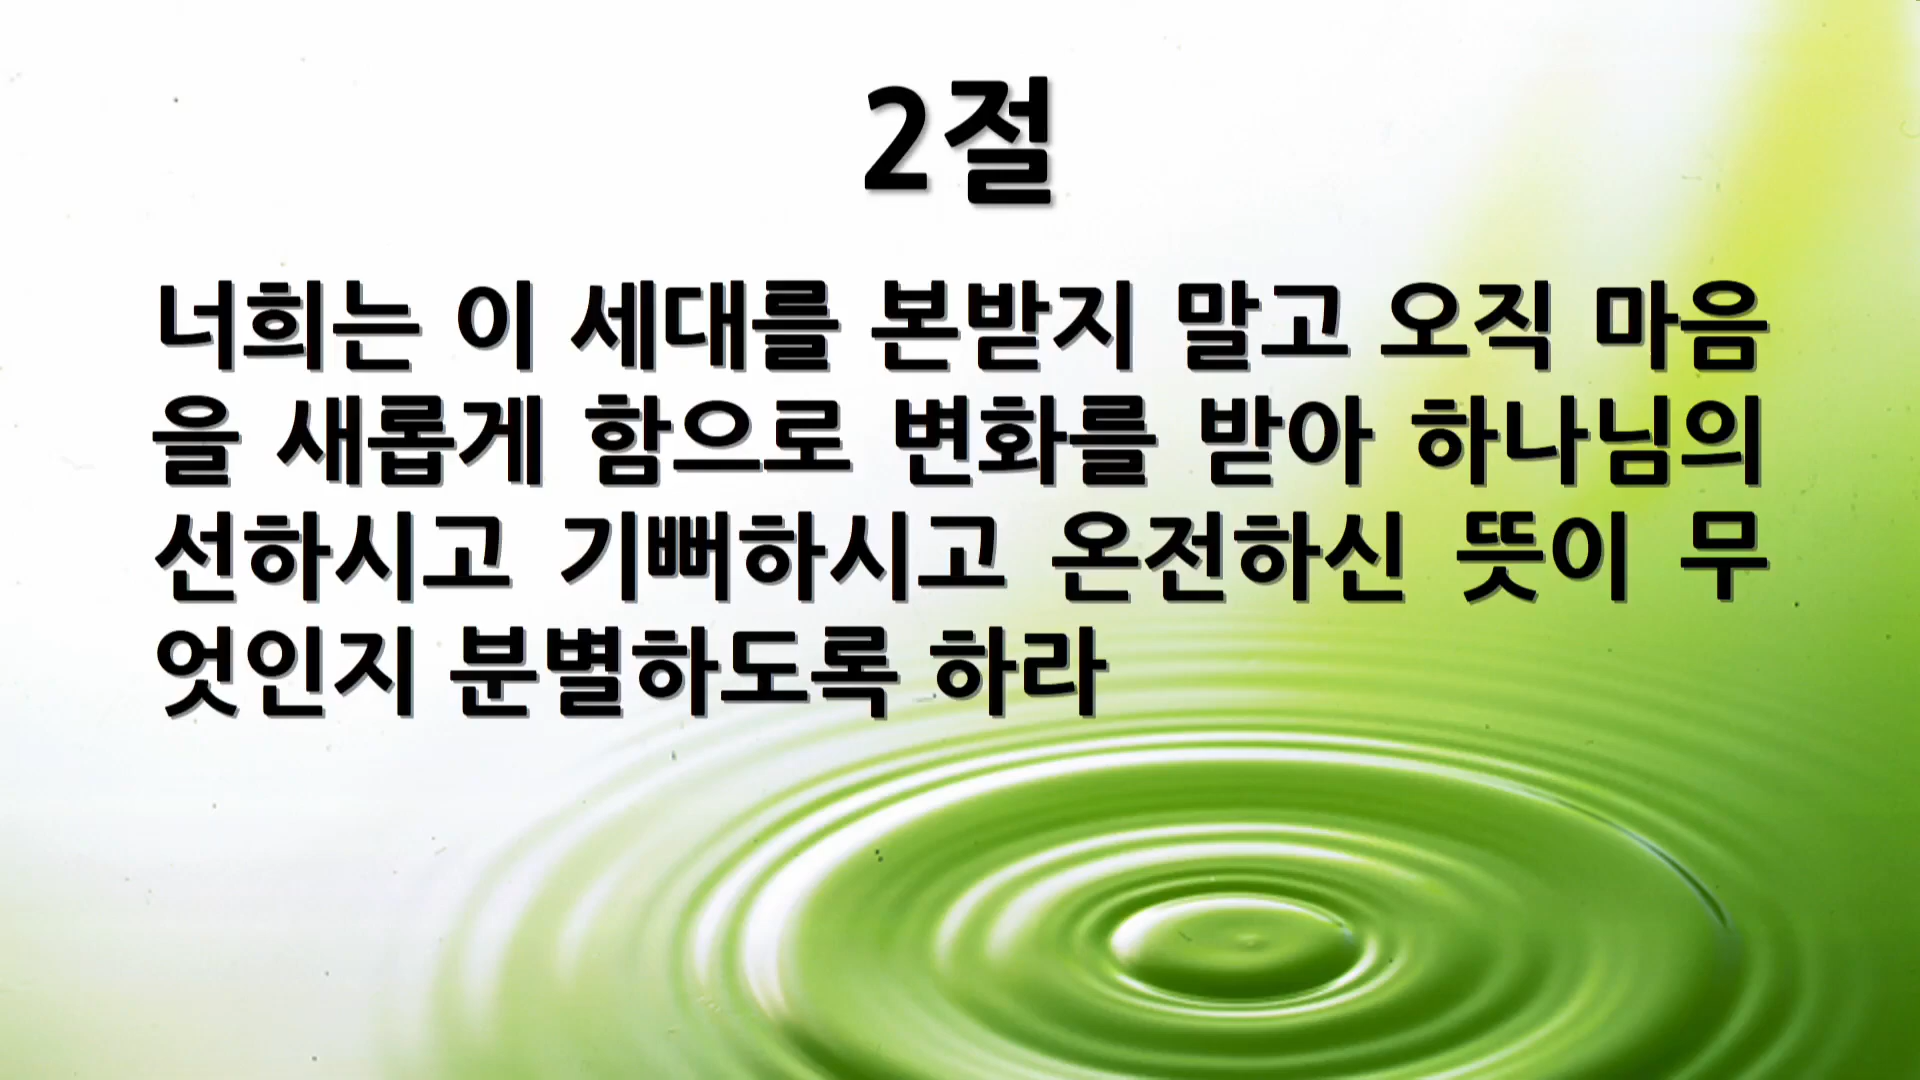 2절
너희는 이 세대를 본받지 말고 오직 마음
을 새롭게 함으로 변화를 받아 하나님의
선하시고 기뻐하시고 온전하신 뜻이 무
엇인지 분별하도록 하라